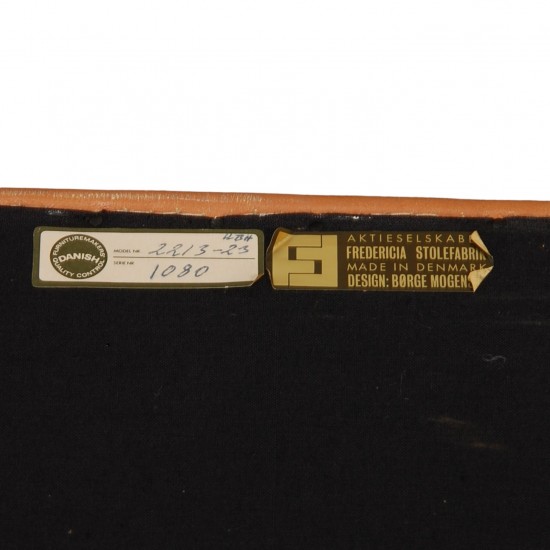 FURNITUREMAKERS'
DANISH
QUALITY CONTROL
HBH
MODEL NR. 2213-23
SERIE NR. 1080
AKTIESELSKAB
FREDERICIA STOLEFABRIK
MADE IN DENMARK
DESIGN: BØRGE MOGENS